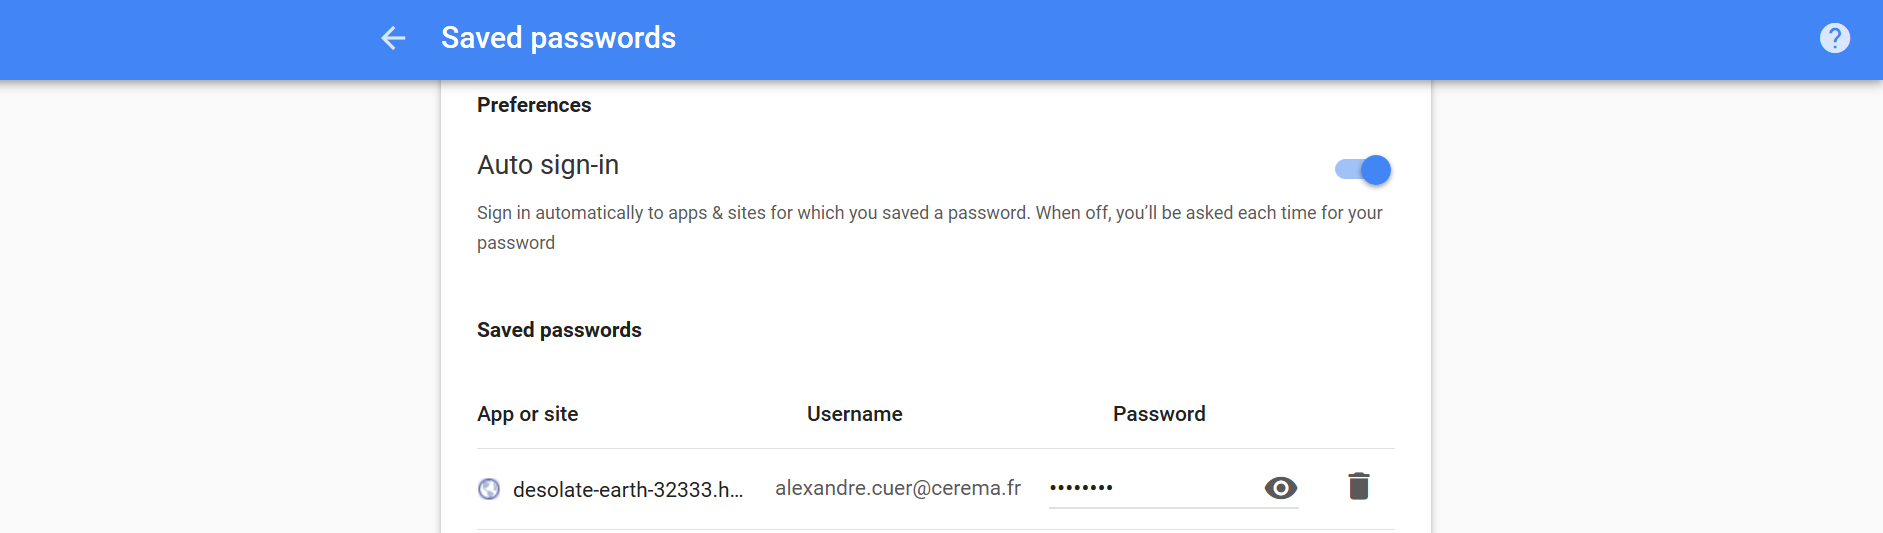 Saved passwords
?
Preferences
Auto sign-in
Sign in automatically to apps & sites for which you saved a password. When off, you’ll be asked each time for your
password
Saved passwords
App or site Username Password
desolate-earth-32333.h... alexandre.cuer@cerema.fr ••••••••